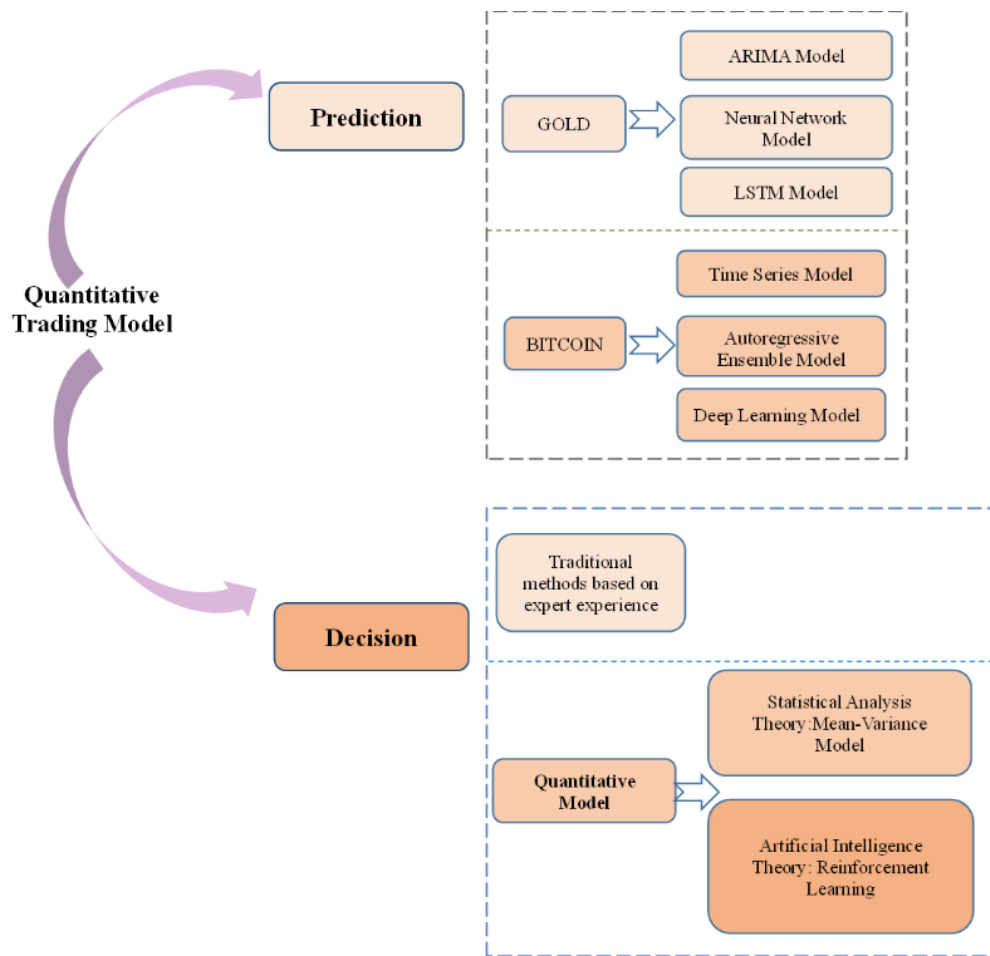 Quantitative
Trading Model
Prediction
GOLD
ARIMA Model
Neural Network
Model
LSTM Model
BITCOIN
Time Series Model
Autoregressive
Ensemble Model
Deep Learning Model
Decision
Traditional
methods based on
expert experience
Quantitative
Model
Statistical Analysis
Theory:Mean-Variance
Model
Artificial Intelligence
Theory: Reinforcement
Learning